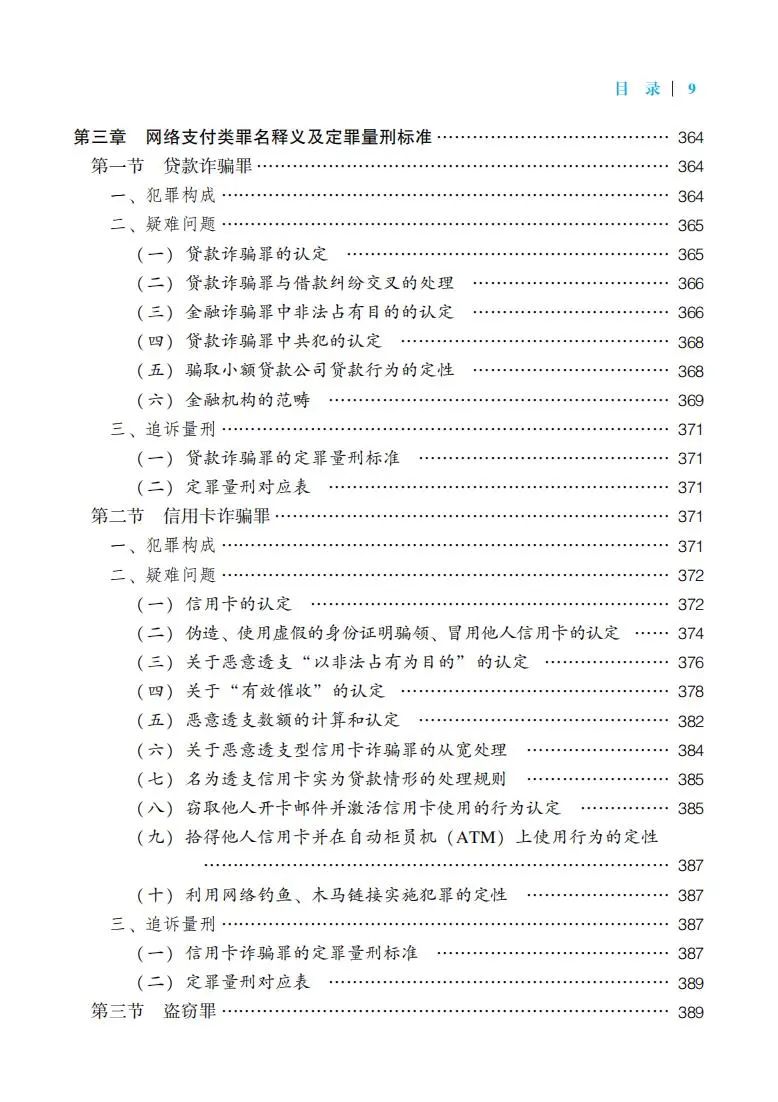 目 录 | 9
第三章 网络支付类罪名释义及定罪量刑标准 …………………………… 364
第一节 贷款诈骗罪 …………………………… 364
一、犯罪构成 …………………………… 364
二、疑难问题 …………………………… 365
(一) 贷款诈骗罪的认定 …………………………… 365
(二) 贷款诈骗罪与借款纠纷交叉的处理 …………………… 366
(三) 金融诈骗罪中非法占有目的的认定 …………………… 366
(四) 贷款诈骗罪中共犯的认定 …………………… 368
(五) 骗取小额贷款公司贷款行为的定性 …………………… 368
(六) 金融机构的范畴 …………………………… 369
三、追诉量刑 …………………………… 371
(一) 贷款诈骗罪的定罪量刑标准 …………………… 371
(二) 定罪量刑对应表 …………………………… 371
第二节 信用卡诈骗罪 …………………………… 371
一、犯罪构成 …………………………… 371
二、疑难问题 …………………………… 372
(一) 信用卡的认定 …………………………… 372
(二) 伪造、使用虚假的身份证明骗领、冒用他人信用卡的认定 …… 374
(三) 关于恶意透支“以非法占有为目的”的认定 ………… 376
(四) 关于“有效催收”的认定 …………………… 378
(五) 恶意透支数额的计算和认定 …………………… 382
(六) 关于恶意透支型信用卡诈骗罪的从宽处理 ………… 384
(七) 名为透支信用卡实为贷款情形的处理规则 ………… 385
(八) 窃取他人开卡邮件并激活信用卡使用的行为认定 ……… 385
(九) 拾得他人信用卡并在自动柜员机(ATM)上使用行为的定性
…………………………… 387
(十) 利用网络钓鱼、木马链接实施犯罪的定性 ………… 387
三、追诉量刑 …………………………… 387
(一) 信用卡诈骗罪的定罪量刑标准 …………………… 387
(二) 定罪量刑对应表 …………………………… 389
第三节 盗窃罪 …………………………… 389